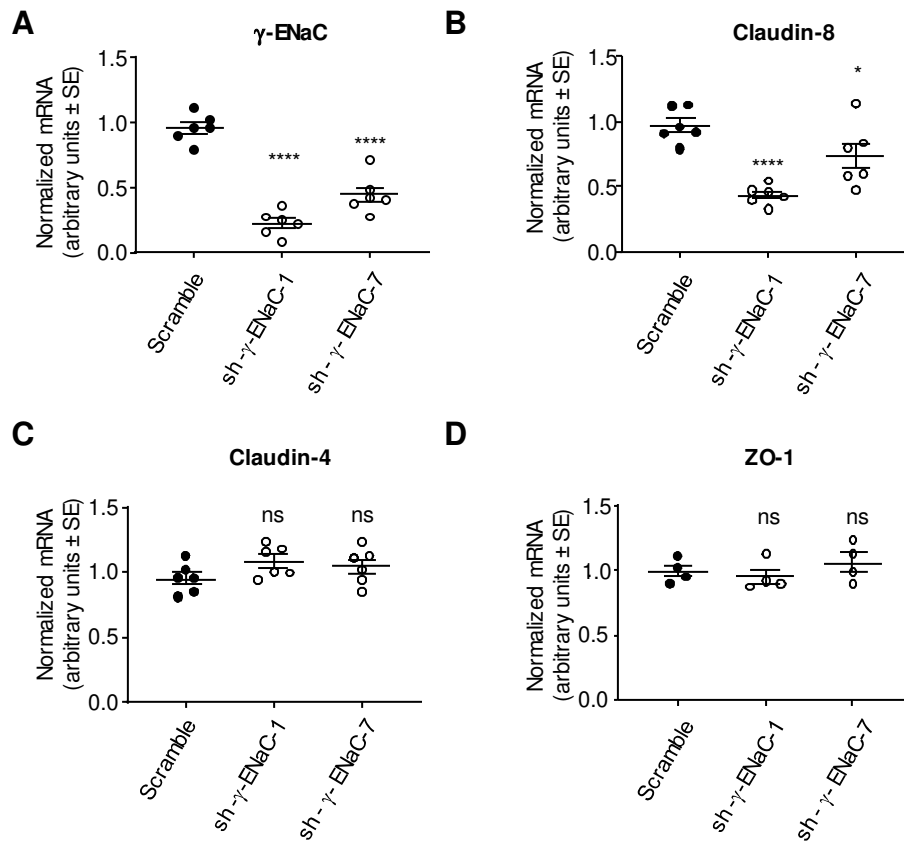 A
γ-ENaC
Normalized mRNA
(arbitrary units ± SE)
1.5
1.0
0.5
0.0
****
****
Scramble
sh-γ-ENaC-1
sh- γ- ENaC-7
B
Claudin-8
Normalized mRNA
(arbitrary units ± SE)
1.5
1.0
0.5
0.0
****
*
Scramble
sh-γ-ENaC-1
sh- γ- ENaC-7
C
Claudin-4
Normalized mRNA
(arbitrary units ± SE)
1.5
1.0
0.5
0.0
ns
ns
Scramble
sh-γ-ENaC-1
sh- γ- ENaC-7
D
ZO-1
Normalized mRNA
(arbitrary units ± SE)
1.5
1.0
0.5
0.0
ns
ns
Scramble
sh-γ-ENaC-1
sh- γ- ENaC-7